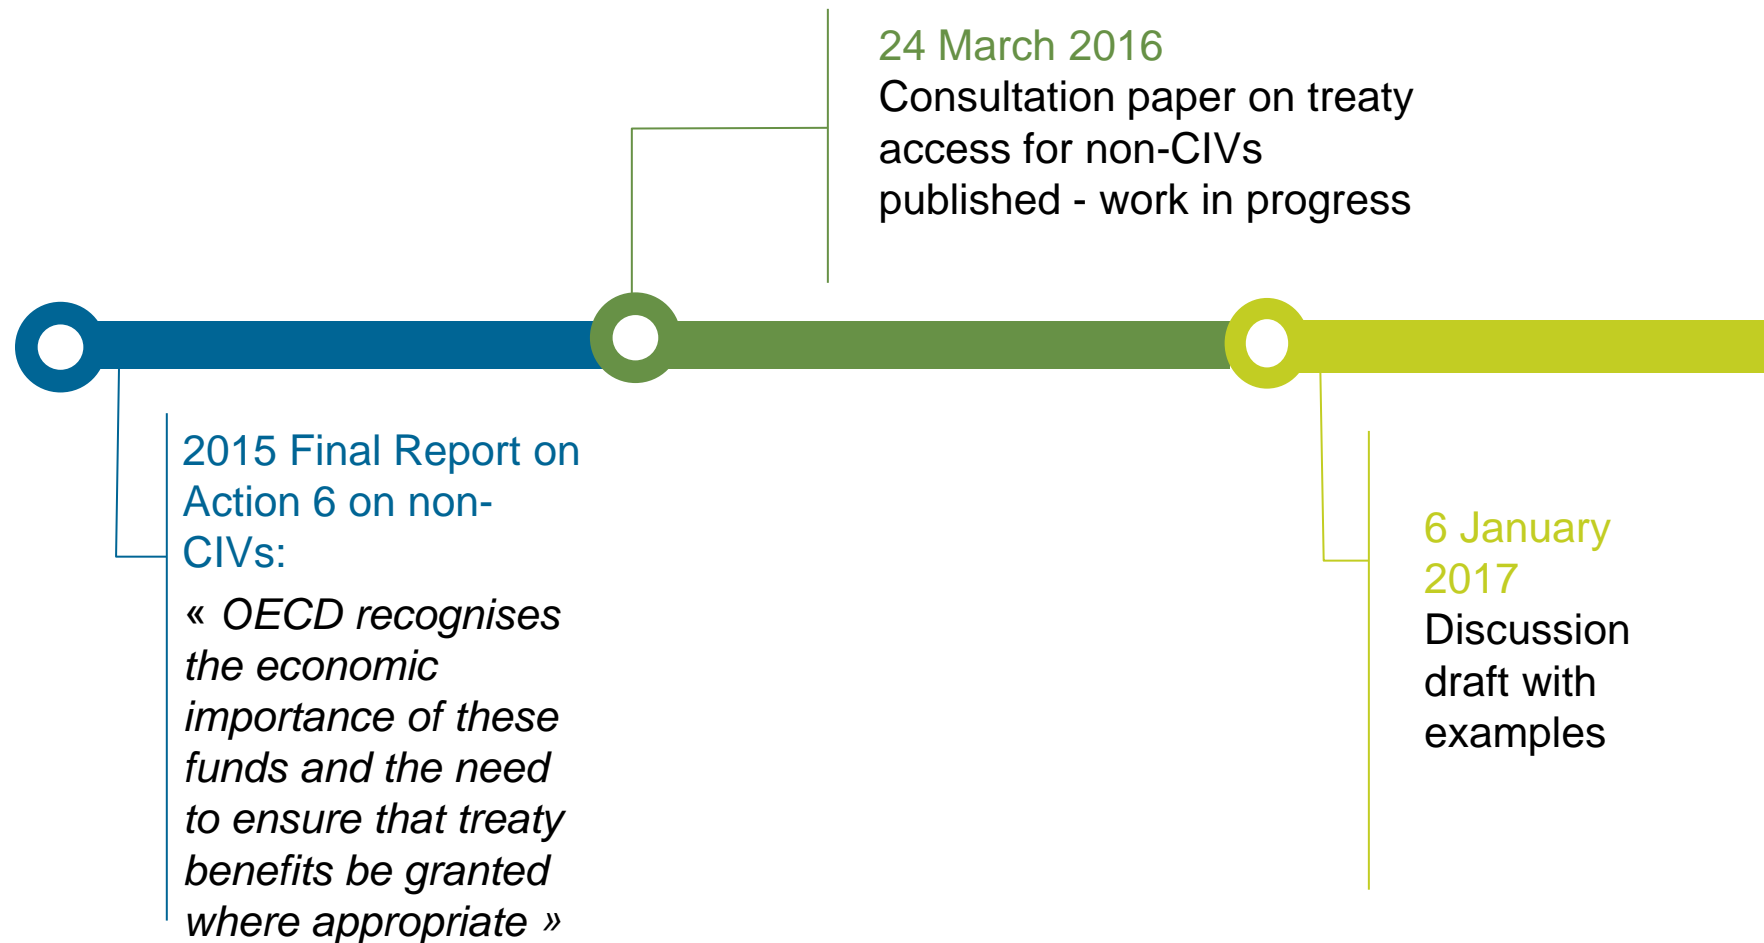 24 March 2016
Consultation paper on treaty
access for non-CIVs
published - work in progress
2015 Final Report on
Action 6 on non-
CIVs:
« OECD recognises
the economic
importance of these
funds and the need
to ensure that treaty
benefits be granted
where appropriate »
6 January
2017
Discussion
draft with
examples